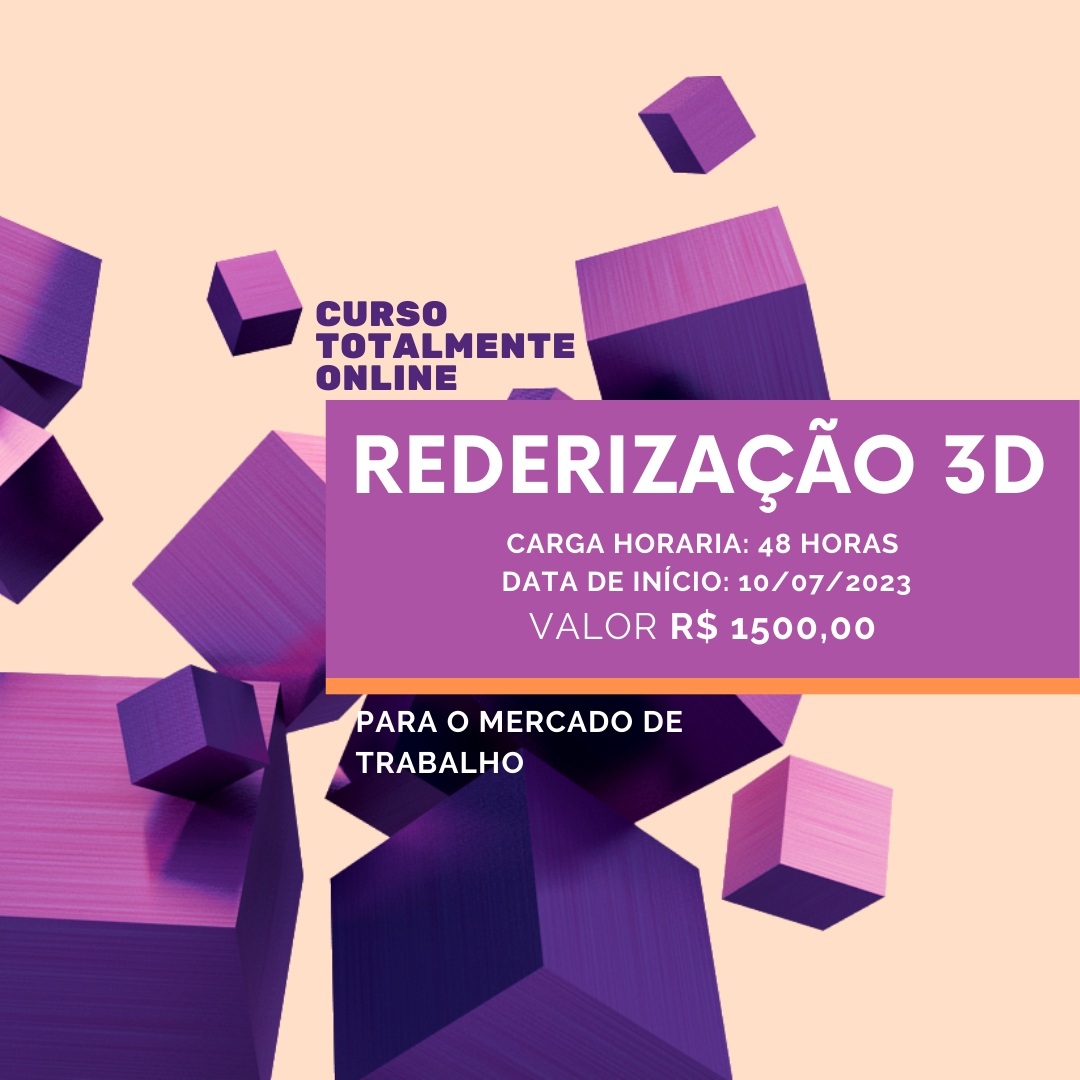 CURSO
TOTALMENTE
ONLINE
REDERIZAÇÃO 3D
CARGA HORARIA: 48 HORAS
DATA DE INÍCIO: 10/07/2023
VALOR R$ 1500,00
PARA O MERCADO DE
TRABALHO